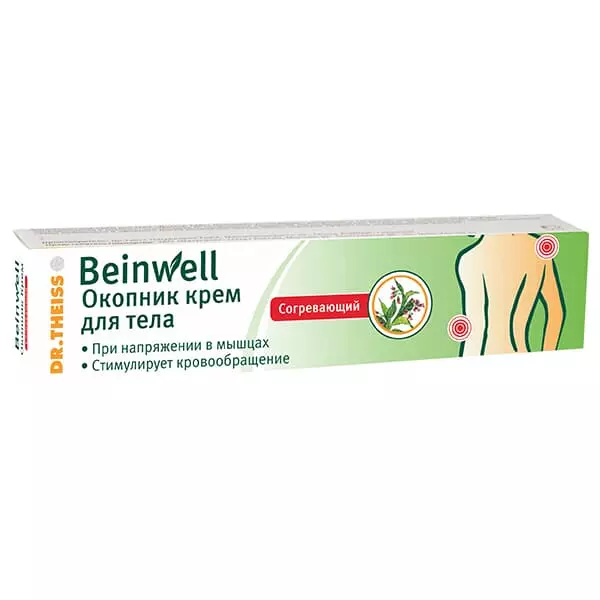 DR.THEISS
Beinwell
Окопник крем
для тела
• При напряжении в мышцах
• Стимулирует кровообращение
Согревающий
Beinwell